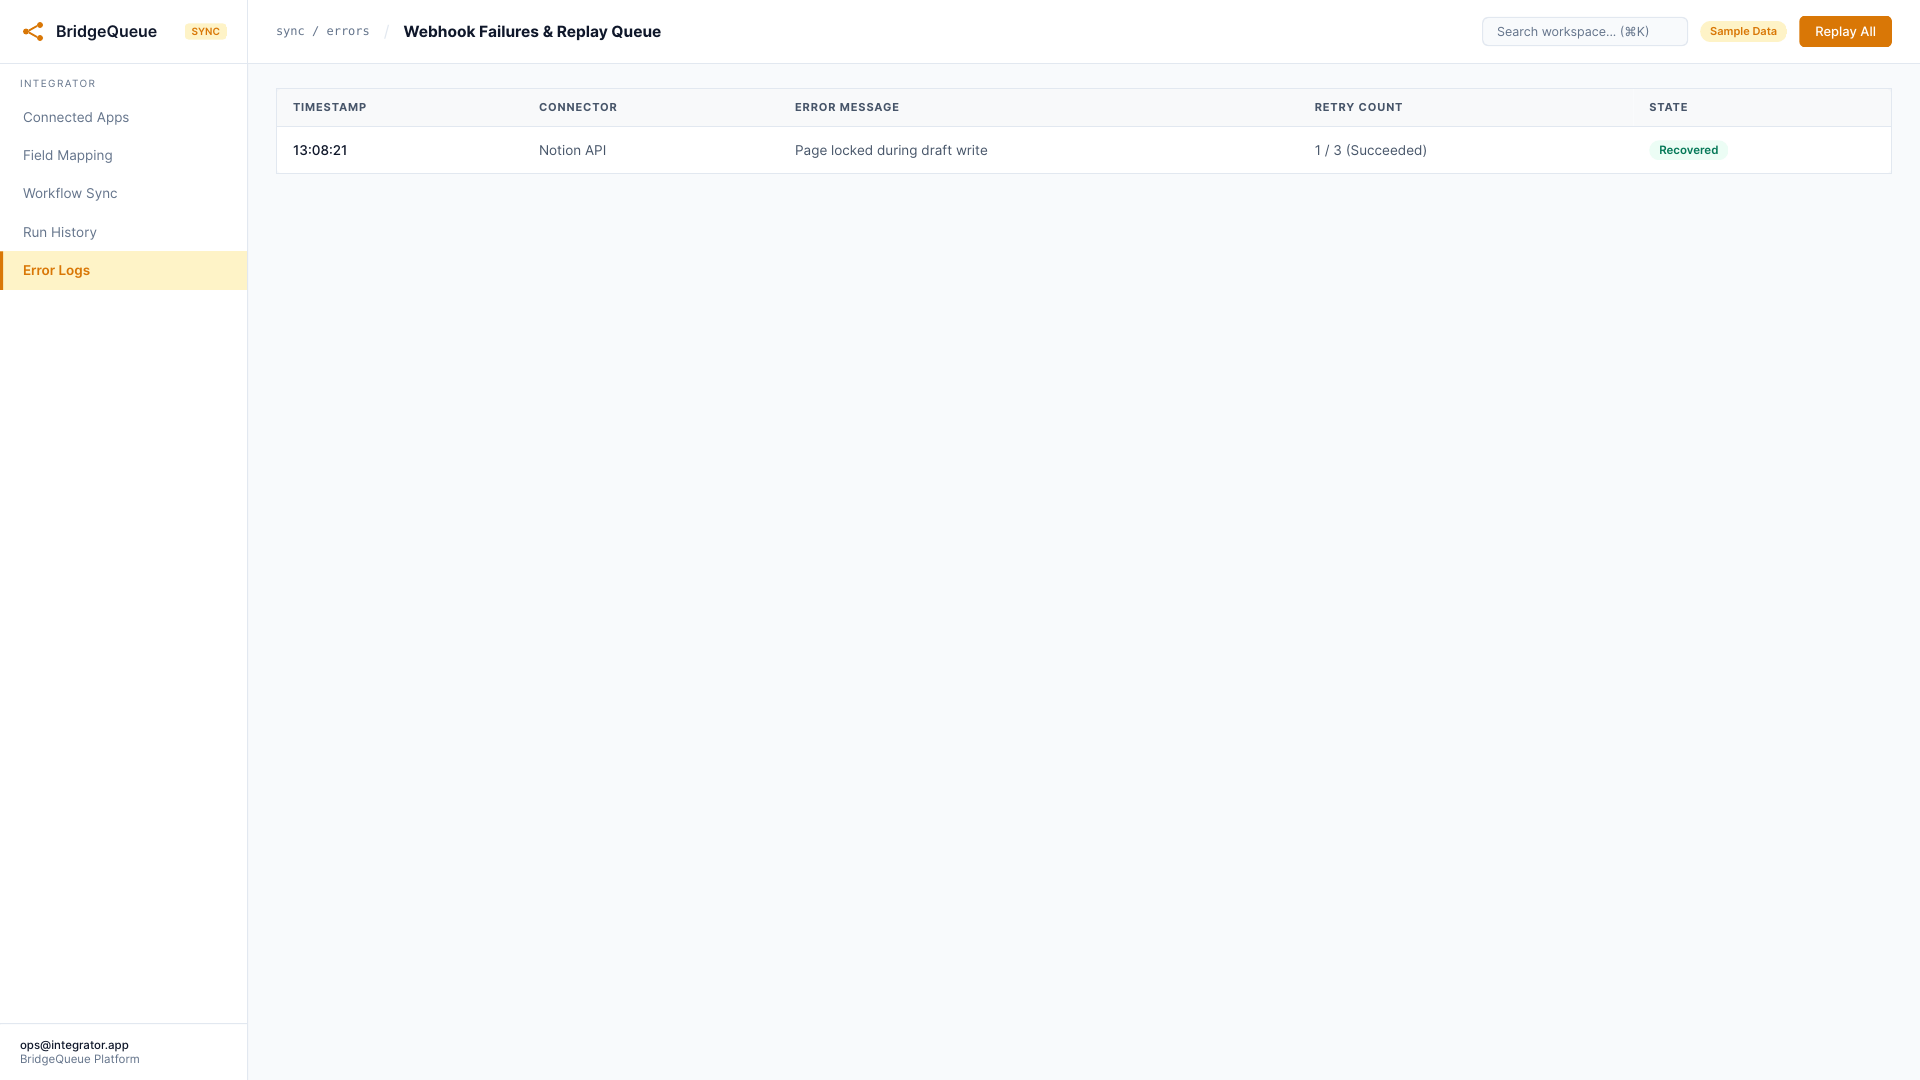 BridgeQueue SYNC
INTEGRATOR
Connected Apps
Field Mapping
Workflow Sync
Run History
Error Logs
ops@integrator.app
BridgeQueue Platform
sync / errors / Webhook Failures & Replay Queue
Search workspace... (⌘K)
Sample Data
Replay All
TIMESTAMP CONNECTOR ERROR MESSAGE RETRY COUNT STATE
13:08:21 Notion API Page locked during draft write 1 / 3 (Succeeded) Recovered